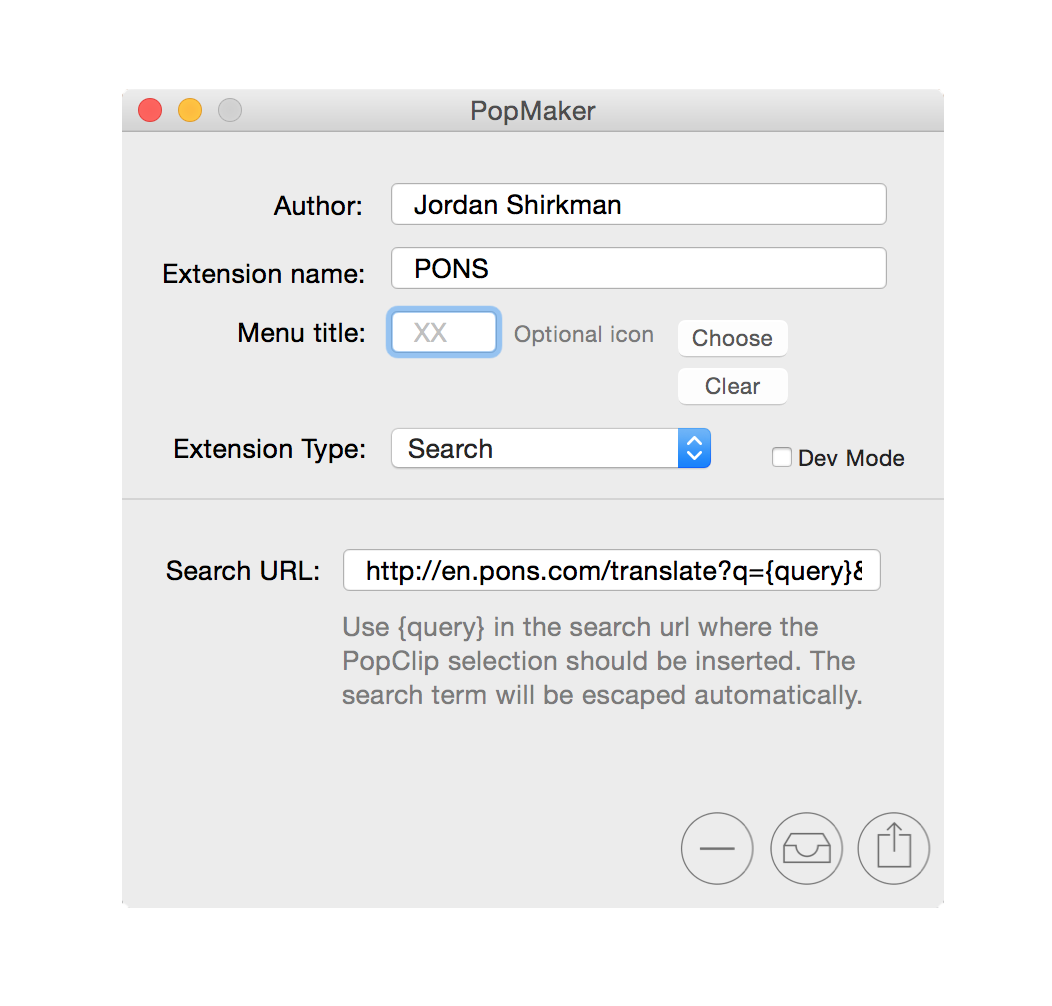 PopMaker
Author: Jordan Shirkman
Extension name: PONS
Menu title: XX Optional icon Choose
Clear
Extension Type: Search Dev Mode
Search URL: http://en.pons.com/translate?q={query}&
Use {query} in the search url where the
PopClip selection should be inserted. The
search term will be escaped automatically.